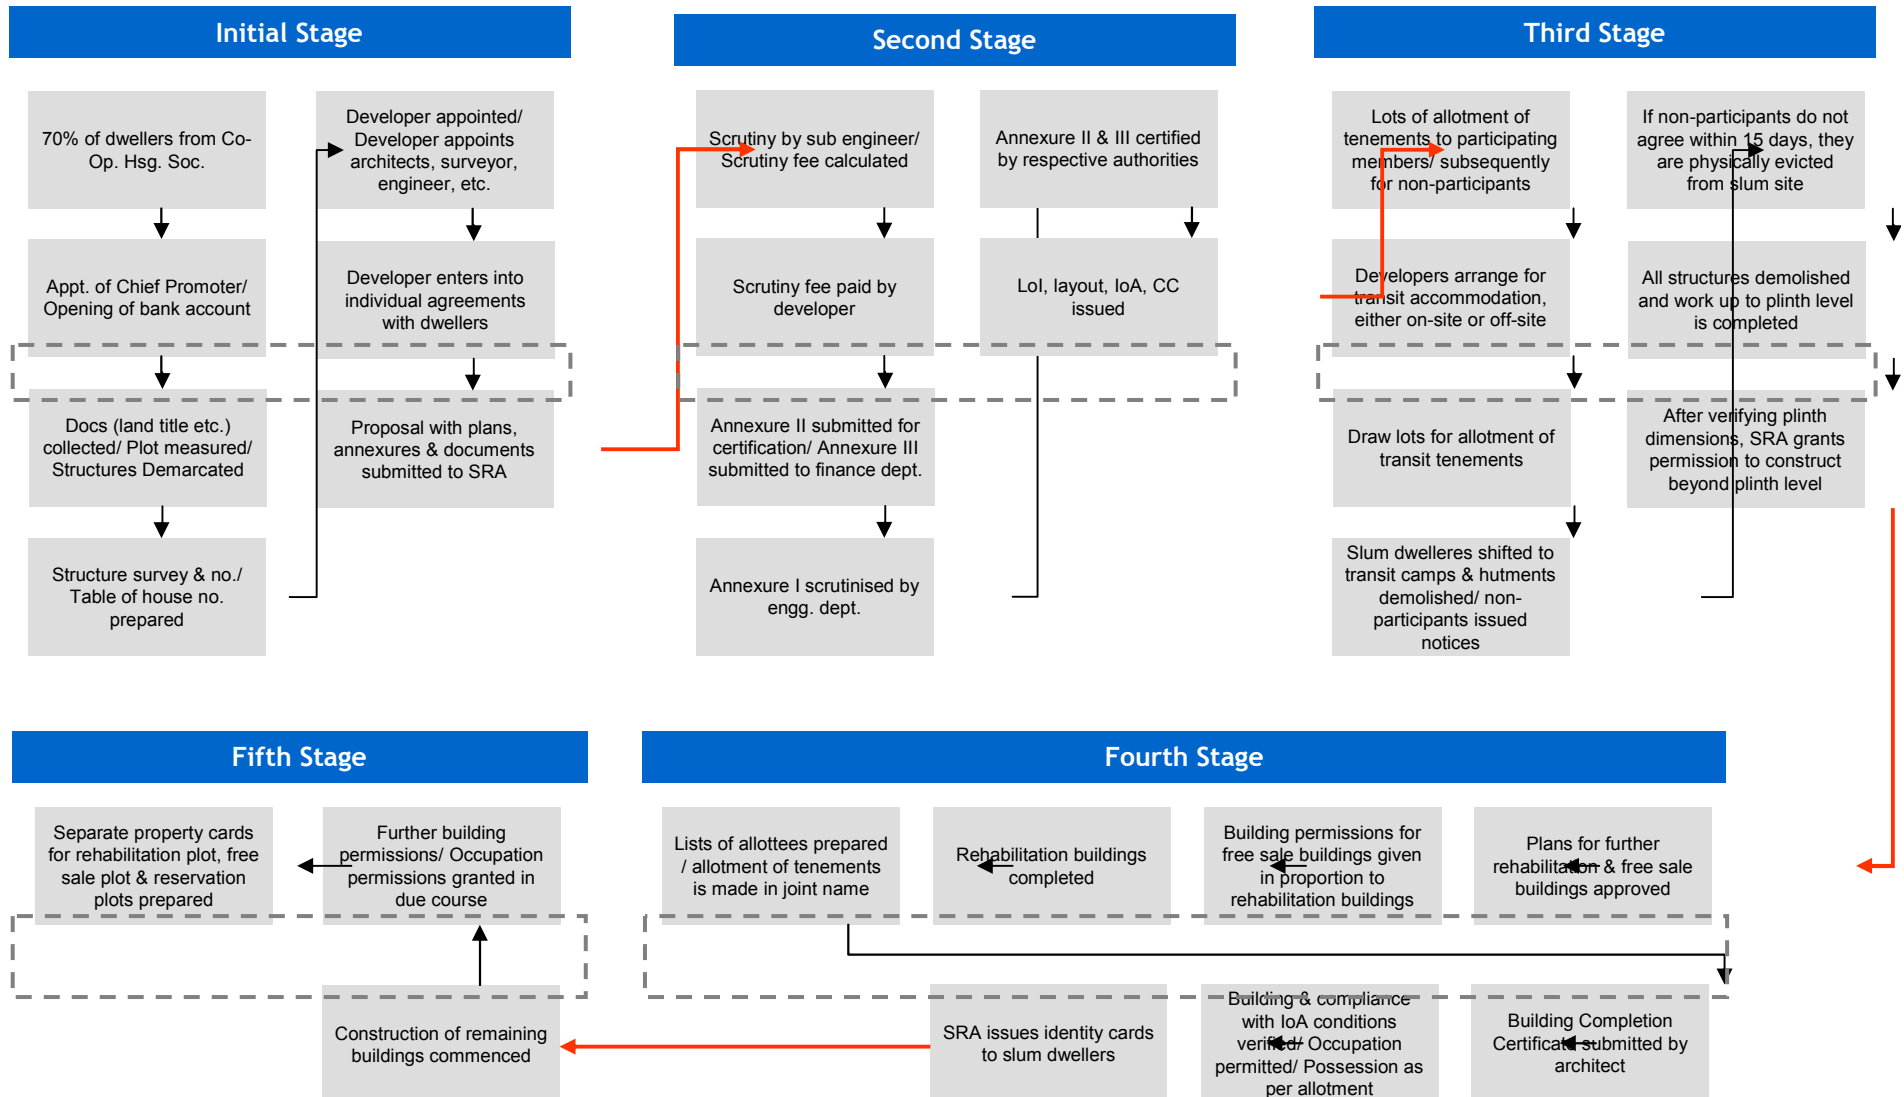 Initial Stage
70% of dwellers from Co-
Op. Hsg. Soc.
Appt. of Chief Promoter/
Opening of bank account
Docs (land title etc.)
collected/ Plot measured/
Structures Demarcated
Structure survey & no./
Table of house no.
prepared
Developer appointed/
Developer appoints
architects, surveyor,
engineer, etc.
Developer enters into
individual agreements
with dwellers
Proposal with plans,
annexures & documents
submitted to SRA
Second Stage
Scrutiny by sub engineer/
Scrutiny fee calculated
Scrutiny fee paid by
developer
Annexure II submitted for
certification/ Annexure III
submitted to finance dept.
Annexure I scrutinised by
engg. dept.
Annexure II & III certified
by respective authorities
LoI, layout, IoA, CC
issued
Third Stage
Lots of allotment of
tenements to participating
members/ subsequently
for non-participants
Developers arrange for
transit accommodation,
either on-site or off-site
Draw lots for allotment of
transit tenements
Slum dwelleres shifted to
transit camps & hutments
demolished/ non-
participants issued
notices
If non-participants do not
agree within 15 days, they
are physically evicted
from slum site
All structures demolished
and work up to plinth level
is completed
After verifying plinth
dimensions, SRA grants
permission to construct
beyond plinth level
Fourth Stage
Plans for further
rehabilitation & free sale
buildings approved
Building permissions for
free sale buildings given
in proportion to
rehabilitation buildings
Rehabilitation buildings
completed
Lists of allottees prepared
/ allotment of tenements
is made in joint name
Building Completion
Certificate submitted by
architect
Building & compliance
with IoA conditions
verified/ Occupation
permitted/ Possession as
per allotment
SRA issues identity cards
to slum dwellers
Fifth Stage
Construction of remaining
buildings commenced
Further building
permissions/ Occupation
permissions granted in
due course
Separate property cards
for rehabilitation plot, free
sale plot & reservation
plots prepared